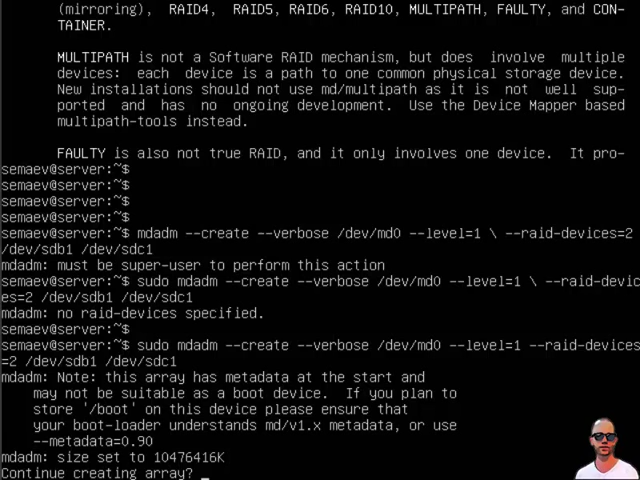 (mirroring), RAID4, RAID5, RAID6, RAID10, MULTIPATH, FAULTY, and CON-
TAINER.
MULTIPATH is not a Software RAID mechanism, but does involve multiple
devices: each device is a path to one common physical storage device.
New installations should not use md/multipath as it is not well sup-
ported and has no ongoing development. Use the Device Mapper based
multipath-tools instead.
FAULTY is also not true RAID, and it only involves one device. It pro-
semaev@server:~$
semaev@server:~$
semaev@server:~$
semaev@server:~$
semaev@server:~$ mdadm --create --verbose /dev/md0 --level=1 \ --raid-devices=2
/dev/sdb1 /dev/sdc1
mdadm: must be super-user to perform this action
semaev@server:~$ sudo mdadm --create --verbose /dev/md0 --level=1 \ --raid-devic
es=2 /dev/sdb1 /dev/sdc1
mdadm: no raid-devices specified.
semaev@server:~$
semaev@server:~$ sudo mdadm --create --verbose /dev/md0 --level=1 --raid-devices
=2 /dev/sdb1 /dev/sdc1
mdadm: Note: this array has metadata at the start and
may not be suitable as a boot device. If you plan to
store '/boot' on this device please ensure that
your boot-loader understands md/v1.x metadata, or use
--metadata=0.90
mdadm: size set to 10476416K
Continue creating array? _